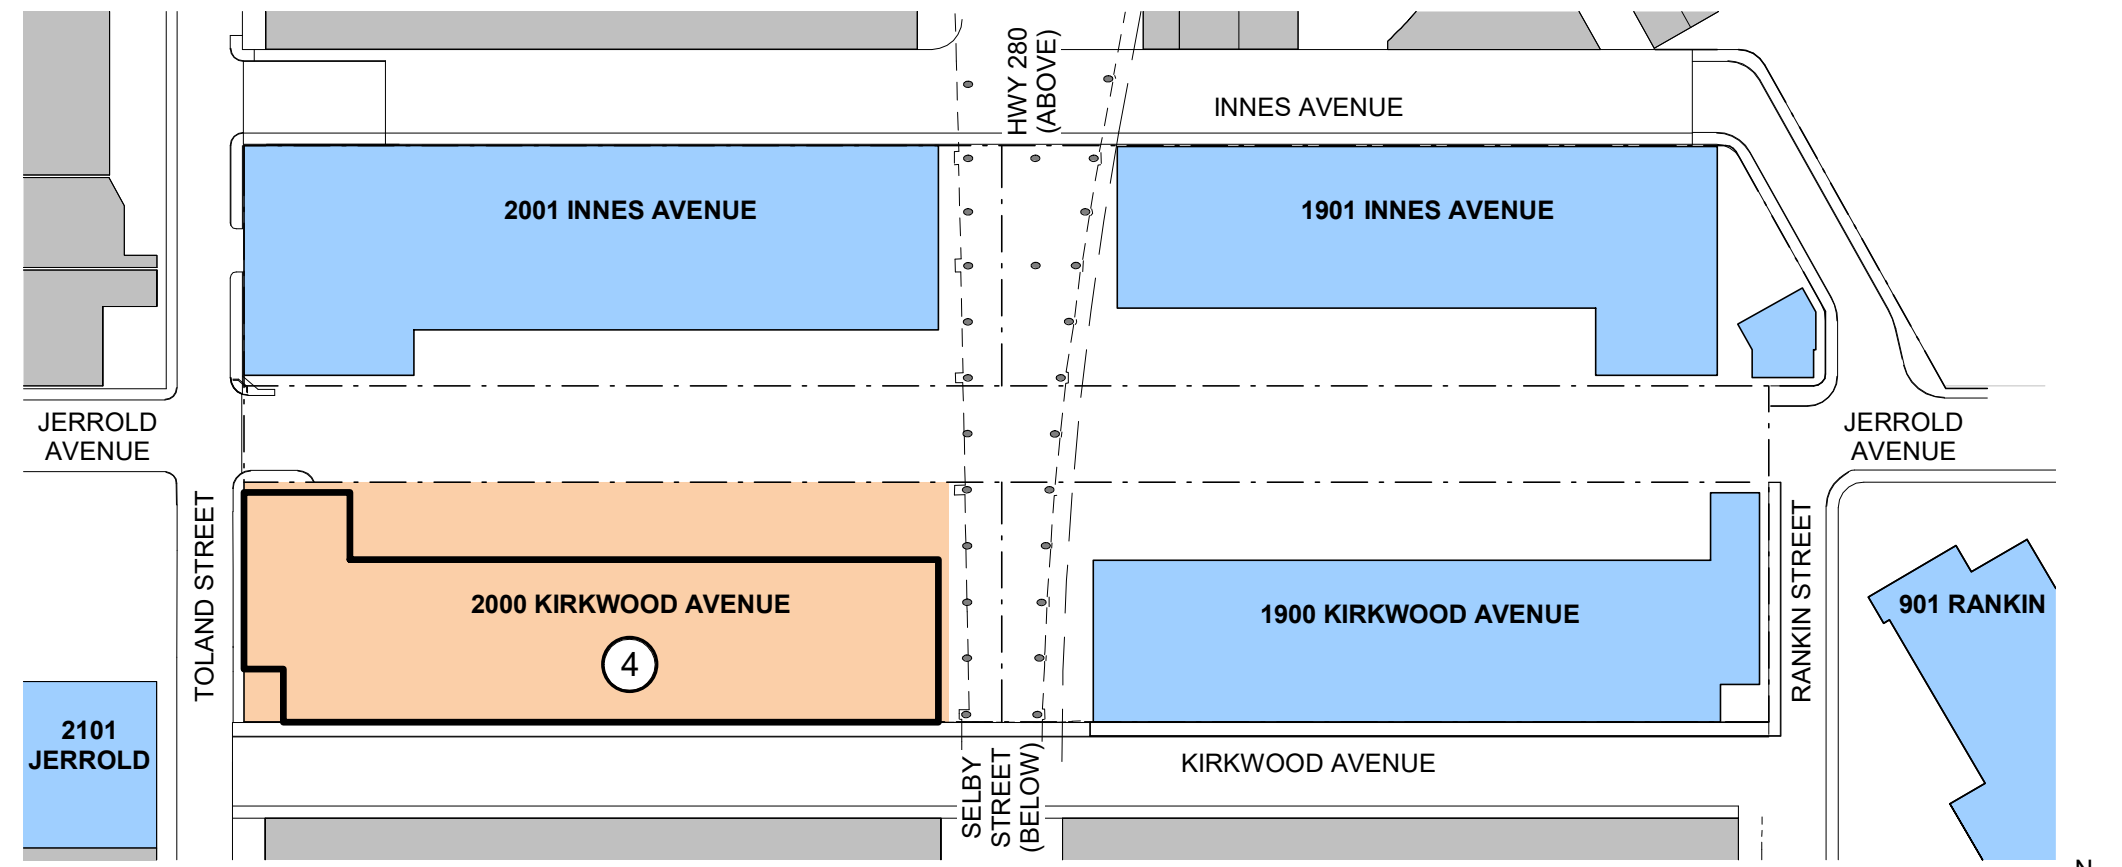 HWY 280
(ABOVE)
INNES AVENUE
2001 INNES AVENUE
1901 INNES AVENUE
JERROLD
AVENUE
JERROLD
AVENUE
TOLAND STREET
2000 KIRKWOOD AVENUE
4
1900 KIRKWOOD AVENUE
RANKIN STREET
901 RANKIN
2101
JERROLD
SELBY
STREET
(BELOW)
KIRKWOOD AVENUE
N